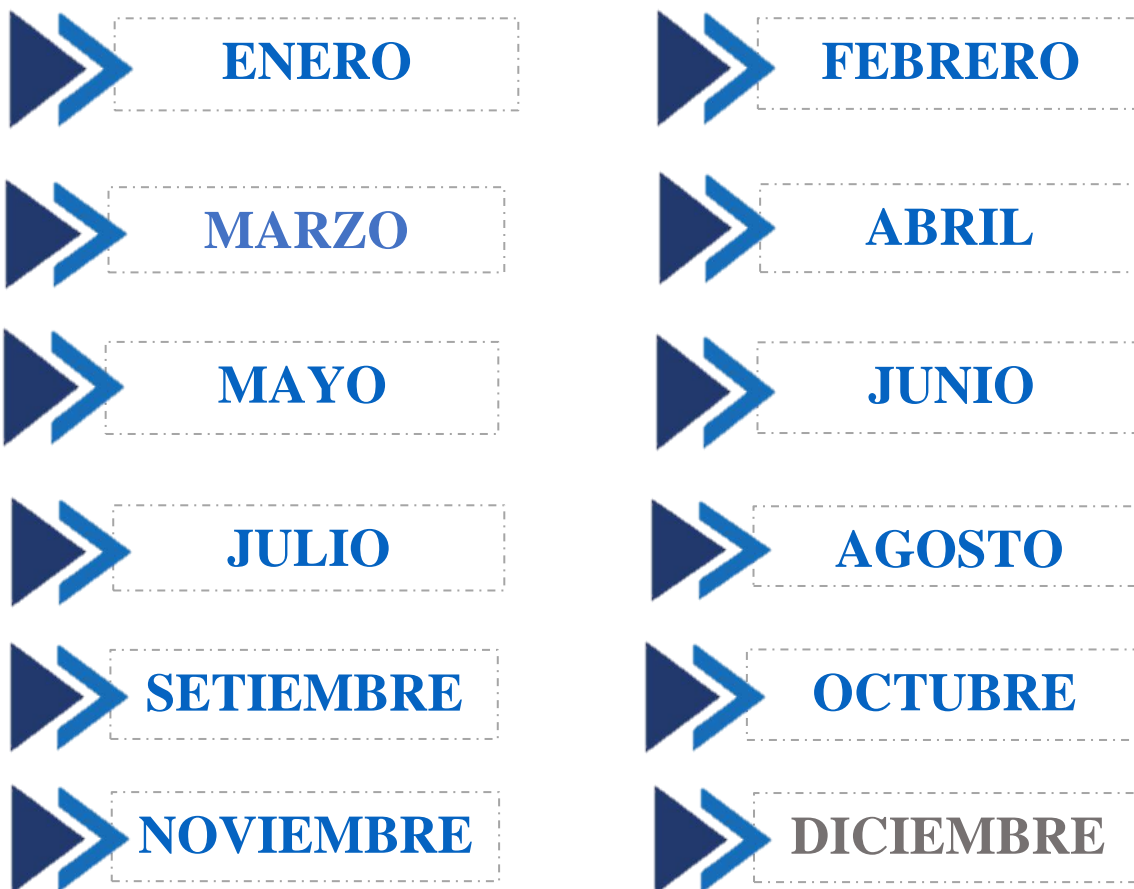 ENERO
FEBRERO
MARZO
ABRIL
MAYO
JUNIO
JULIO
AGOSTO
SETIEMBRE
OCTUBRE
NOVIEMBRE
DICIEMBRE